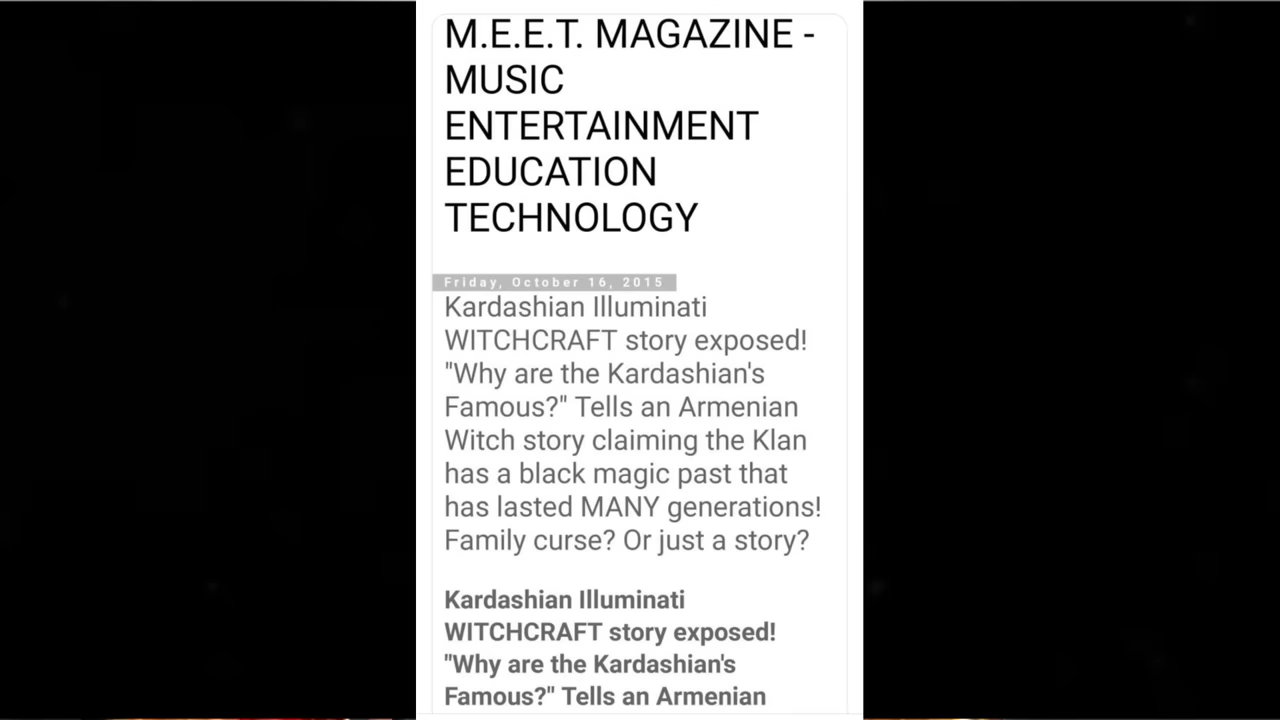 M.E.E.T. MAGAZINE -
MUSIC
ENTERTAINMENT
EDUCATION
TECHNOLOGY
Friday, October 16, 2015
Kardashian Illuminati
WITCHCRAFT story exposed!
"Why are the Kardashian's
Famous?" Tells an Armenian
Witch story claiming the Klan
has a black magic past that
has lasted MANY generations!
Family curse? Or just a story?
Kardashian Illuminati
WITCHCRAFT story exposed!
"Why are the Kardashian's
Famous?" Tells an Armenian